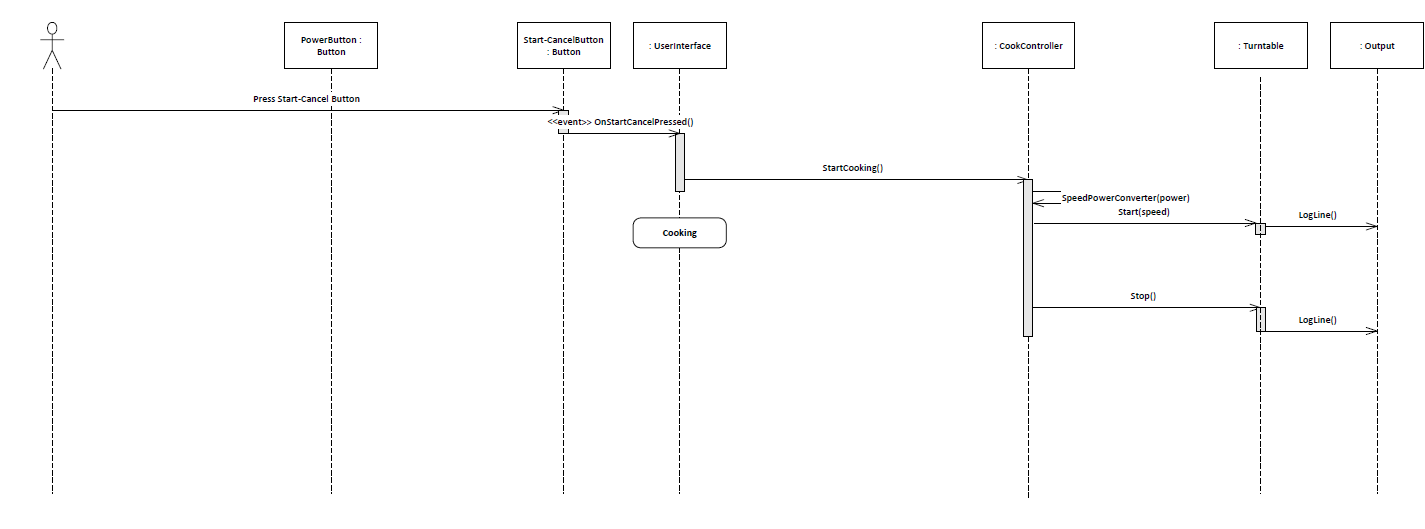 PowerButton :
Button
Start-CancelButton
: Button
: UserInterface
: CookController
: Turntable
: Output
Press Start-Cancel Button
<<event>> OnStartCancelPressed()
StartCooking()
SpeedPowerConverter(power)
Start(speed)
LogLine()
Cooking
Stop()
LogLine()